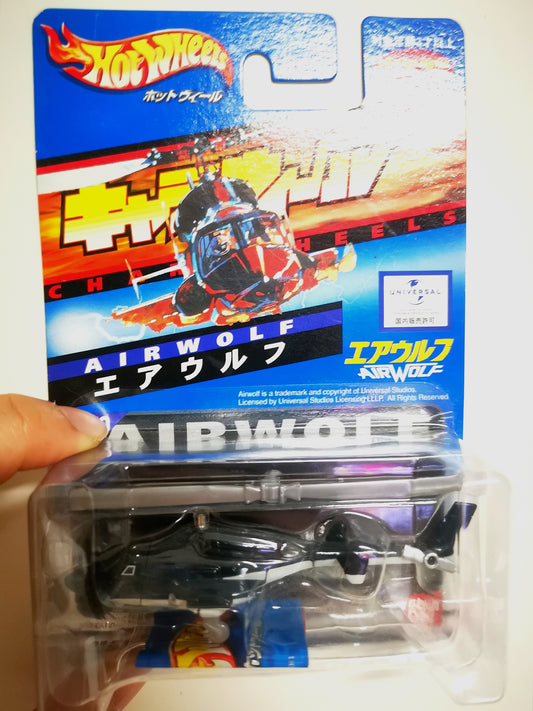 HOT WHEELS
ホットウィール
キャラウィール
CHARAWHEELS
AIRWOLF
エアウルフ
UNIVERSAL
国内販売許可
エアウルフ
AIRWOLF
Airwolf is a trademark and copyright of Universal Studios.
Licensed by Universal Studios Licensing LLLP. All Rights Reserved.
AIRWOLF